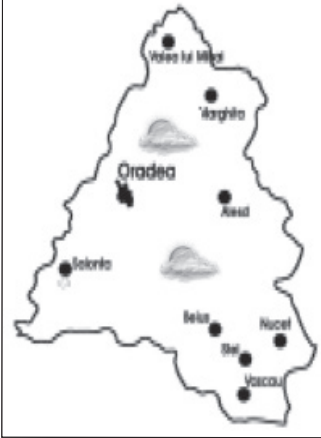 Valea lui Mihai
Marghita
Oradea
Alesd
Salonta
Beius
Nucet
Stei
Vascau